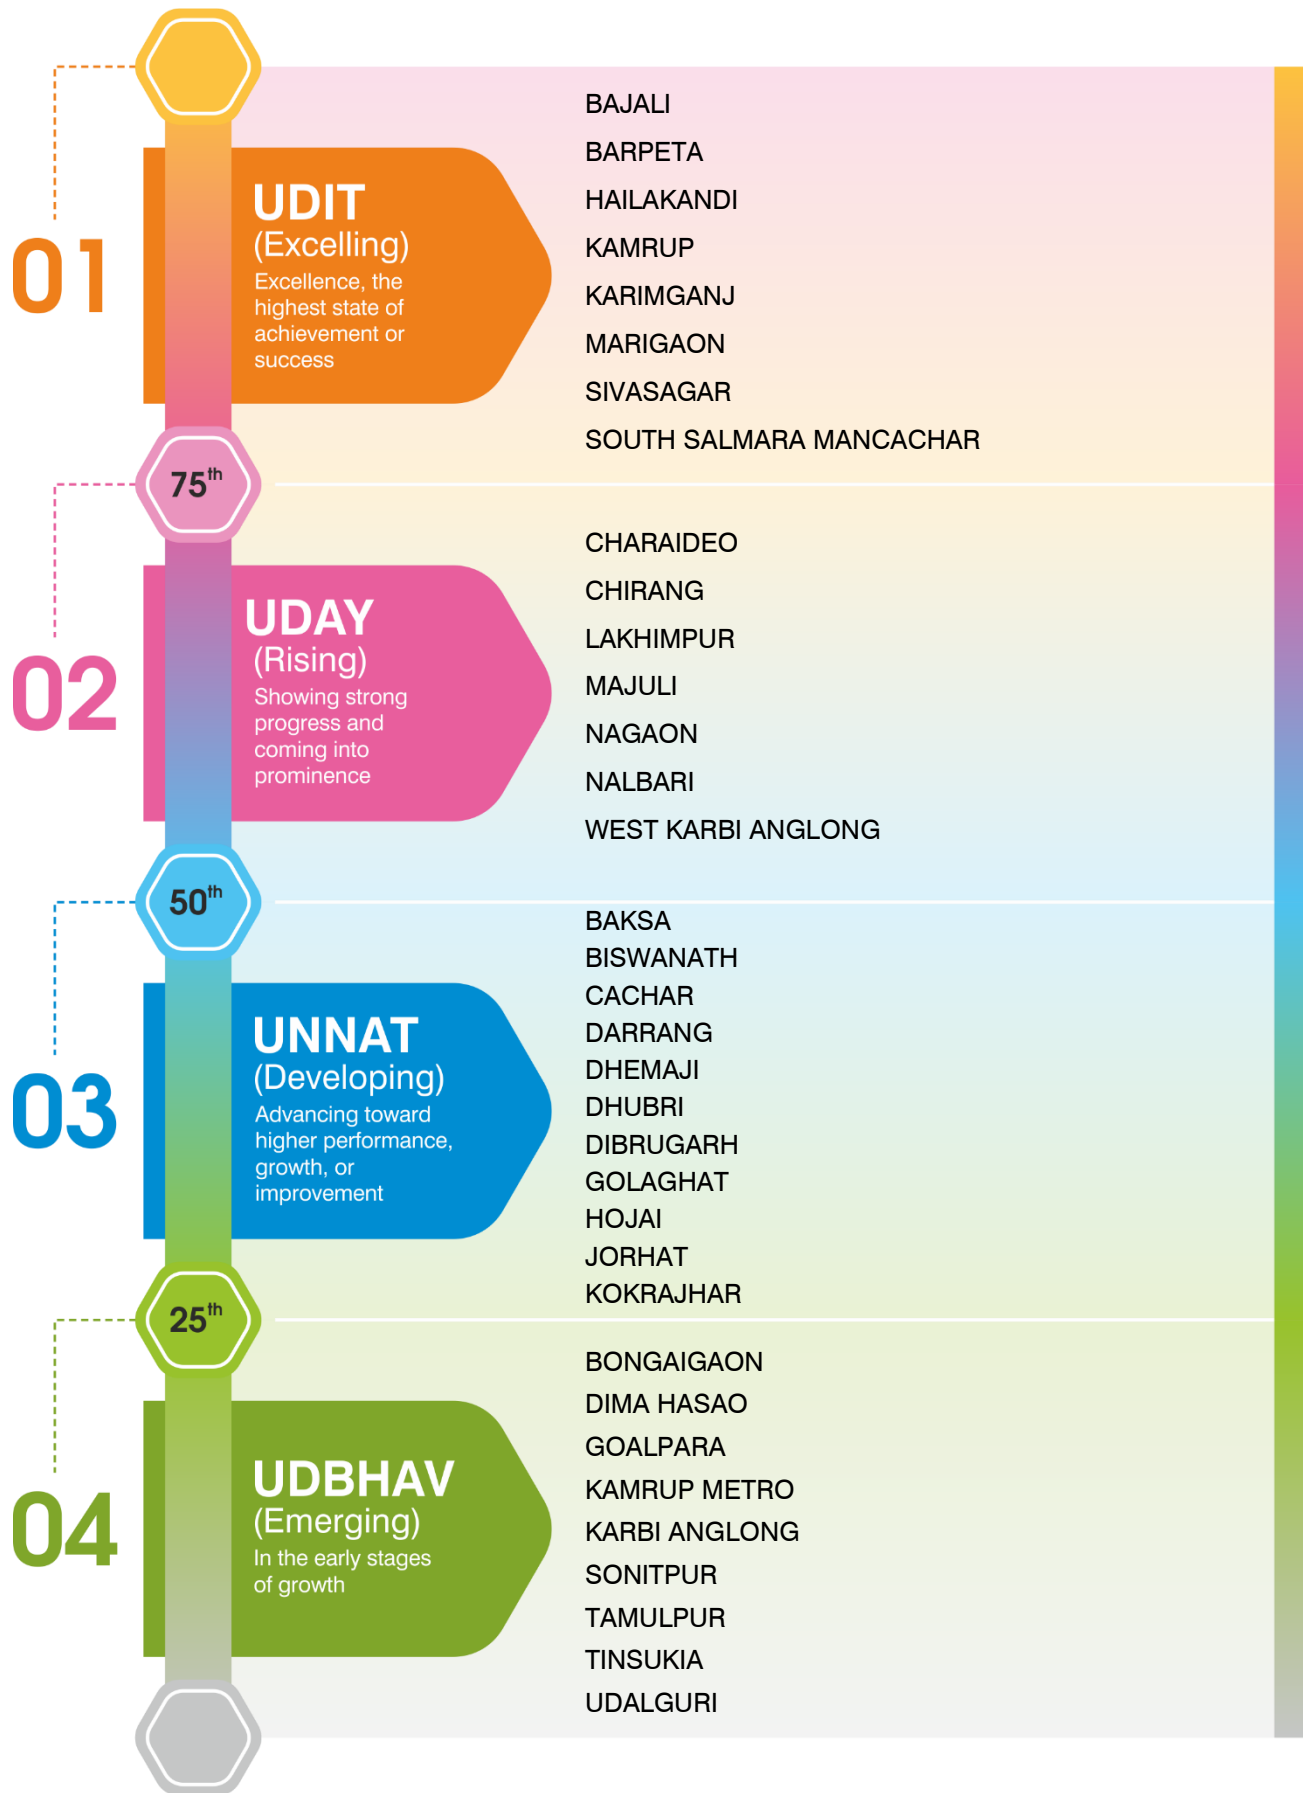 01
UDIT
(Excelling)
Excellence, the
highest state of
achievement or
success
BAJALI
BARPETA
HAILAKANDI
KAMRUP
KARIMGANJ
MARIGAON
SIVASAGAR
SOUTH SALMARA MANCACHAR
75th
02
UDAY
(Rising)
Showing strong
progress and
coming into
prominence
CHARAIDEO
CHIRANG
LAKHIMPUR
MAJULI
NAGAON
NALBARI
WEST KARBI ANGLONG
50th
03
UNNAT
(Developing)
Advancing toward
higher performance,
growth, or
improvement
BAKSA
BISWANATH
CACHAR
DARRANG
DHEMAJI
DHUBRI
DIBRUGARH
GOLAGHAT
HOJAI
JORHAT
KOKRAJHAR
25th
04
UDBHAV
(Emerging)
In the early stages
of growth
BONGAIGAON
DIMA HASAO
GOALPARA
KAMRUP METRO
KARBI ANGLONG
SONITPUR
TAMULPUR
TINSUKIA
UDALGURI